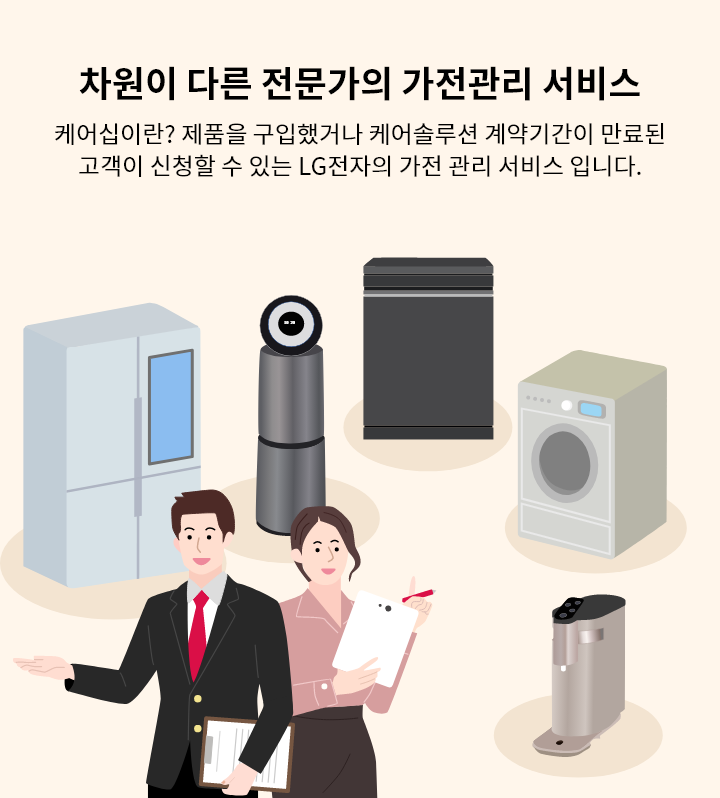 차원이 다른 전문가의 가전관리 서비스
케어십이란? 제품을 구입했거나 케어솔루션 계약기간이 만료된
고객이 신청할 수 있는 LG전자의 가전 관리 서비스 입니다.